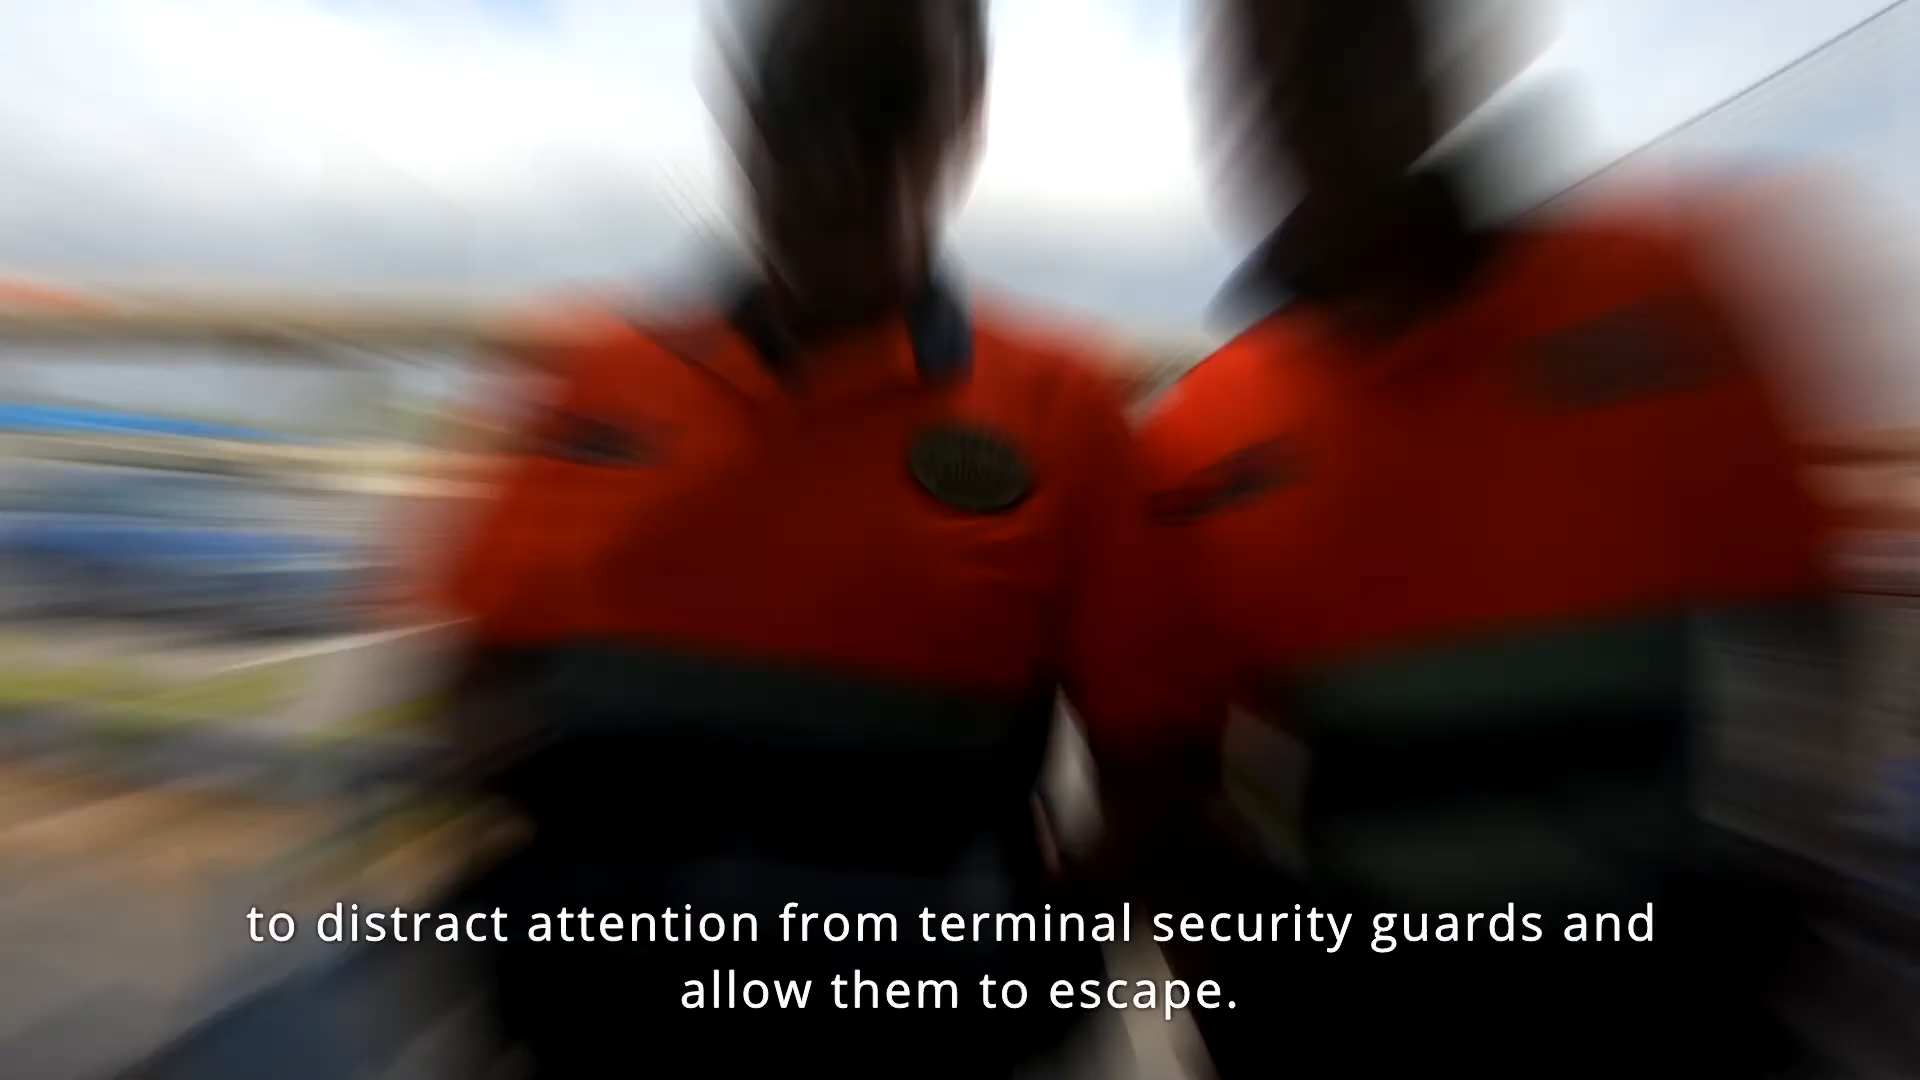 to distract attention from terminal security guards and
allow them to escape.